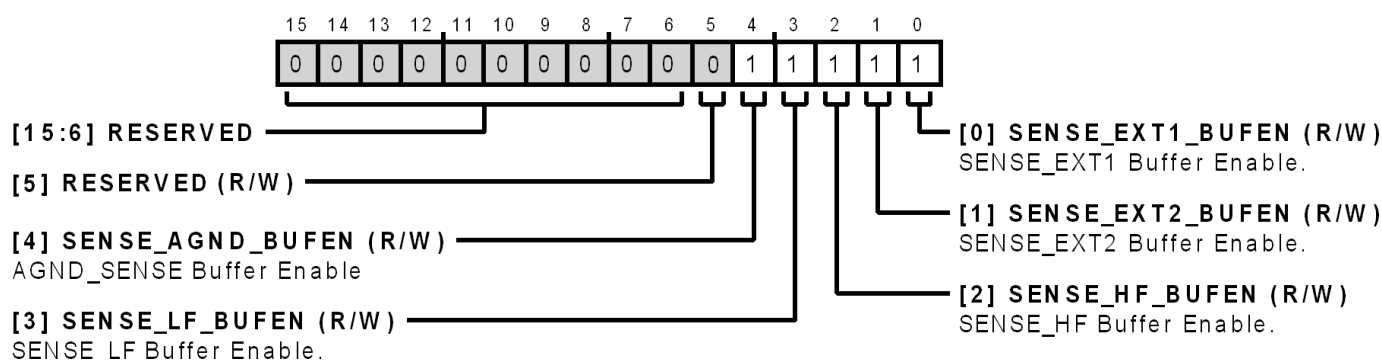 15 14 13 12 11 10 9 8 7 6 5 4 3 2 1 0
0 0 0 0 0 0 0 0 0 0 0 1 1 1 1 1
[15:6] RESERVED
[5] RESERVED (R/W)
[4] SENSE_AGND_BUFEN (R/W)
AGND_SENSE Buffer Enable
[3] SENSE_LF_BUFEN (R/W)
SENSE_LF Buffer Enable.
[0] SENSE_EXT1_BUFEN (R/W)
SENSE_EXT1 Buffer Enable.
[1] SENSE_EXT2_BUFEN (R/W)
SENSE_EXT2 Buffer Enable.
[2] SENSE_HF_BUFEN (R/W)
SENSE_HF Buffer Enable.